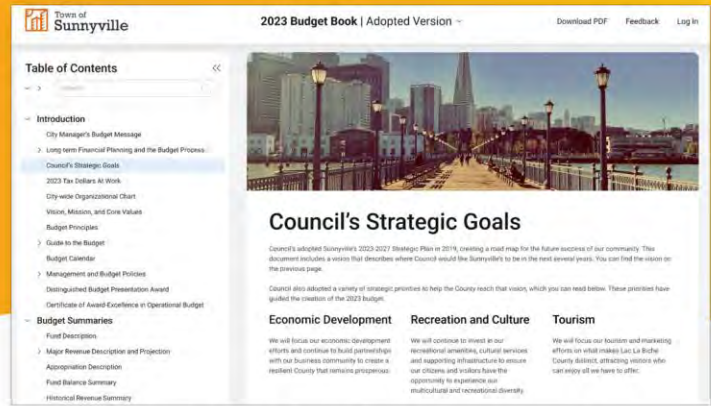 Town of
Sunnyville
2023 Budget Book | Adopted Version
Download PDF
Feedback
Log In
Table of Contents
Introduction
City Manager's Budget Message
Long-term Financial Planning and the Budget Process
Council's Strategic Goals
2023 Tax Dollars At Work
City-wide Organizational Chart
Vision, Mission, and Core Values
Budget Principles
Guide to the Budget
Budget Calendar
Management and Budget Policies
Distinguished Budget Presentation Award
Certificate of Award-Excellence in Operational Budget
Budget Summaries
Fund Description
Major Revenue Description and Projection
Appropriation Description
Fund Balance Summary
Historical Revenue Summary
Council's Strategic Goals
Council's adopted Sunnyville's 2023-2027 Strategic Plan in 2019, creating a road map for the future success of our community. This
document includes a vision that describes where Council would like Sunnyville's to be in the next several years. You can find the vision on
the previous page.
Council also adopted a variety of strategic priorities to help the County reach that vision, which you can read below. These priorities have
guided the creation of the 2023 budget.
Economic Development
We will focus our economic development
efforts and continue to build partnerships
with our business community to create a
resilient County that remains prosperous.
Recreation and Culture
We will continue to invest in our
recreational amenities, cultural services
and supporting infrastructure to ensure
our citizens and visitors have the
opportunity to experience our
multicultural and recreational diversity.
Tourism
We will focus our tourism and marketing
efforts on what makes Lac La Biche
County distinct, attracting visitors who
can enjoy all we have to offer.